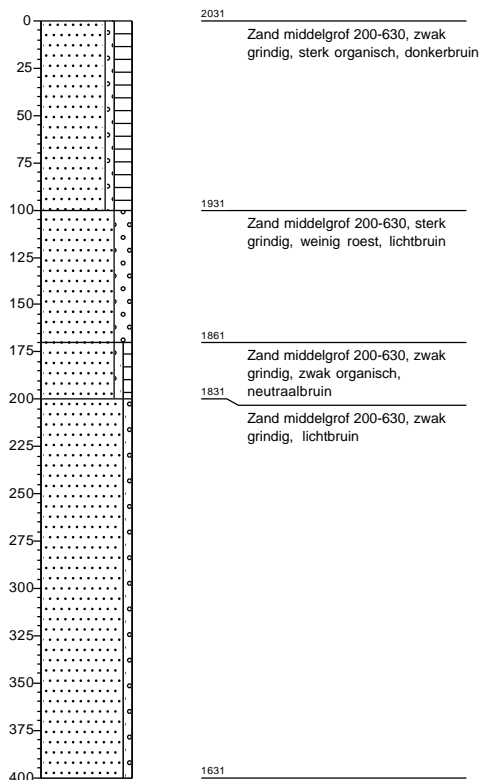 0
25
50
75
100
125
150
175
200
225
250
275
300
325
350
375
400
2031
Zand middelgrof 200-630, zwak
grindig, sterk organisch, donkerbruin
1931
Zand middelgrof 200-630, sterk
grindig, weinig roest, lichtbruin
1861
Zand middelgrof 200-630, zwak
grindig, zwak organisch,
neutraalbruin
1831
Zand middelgrof 200-630, zwak
grindig, lichtbruin
1631